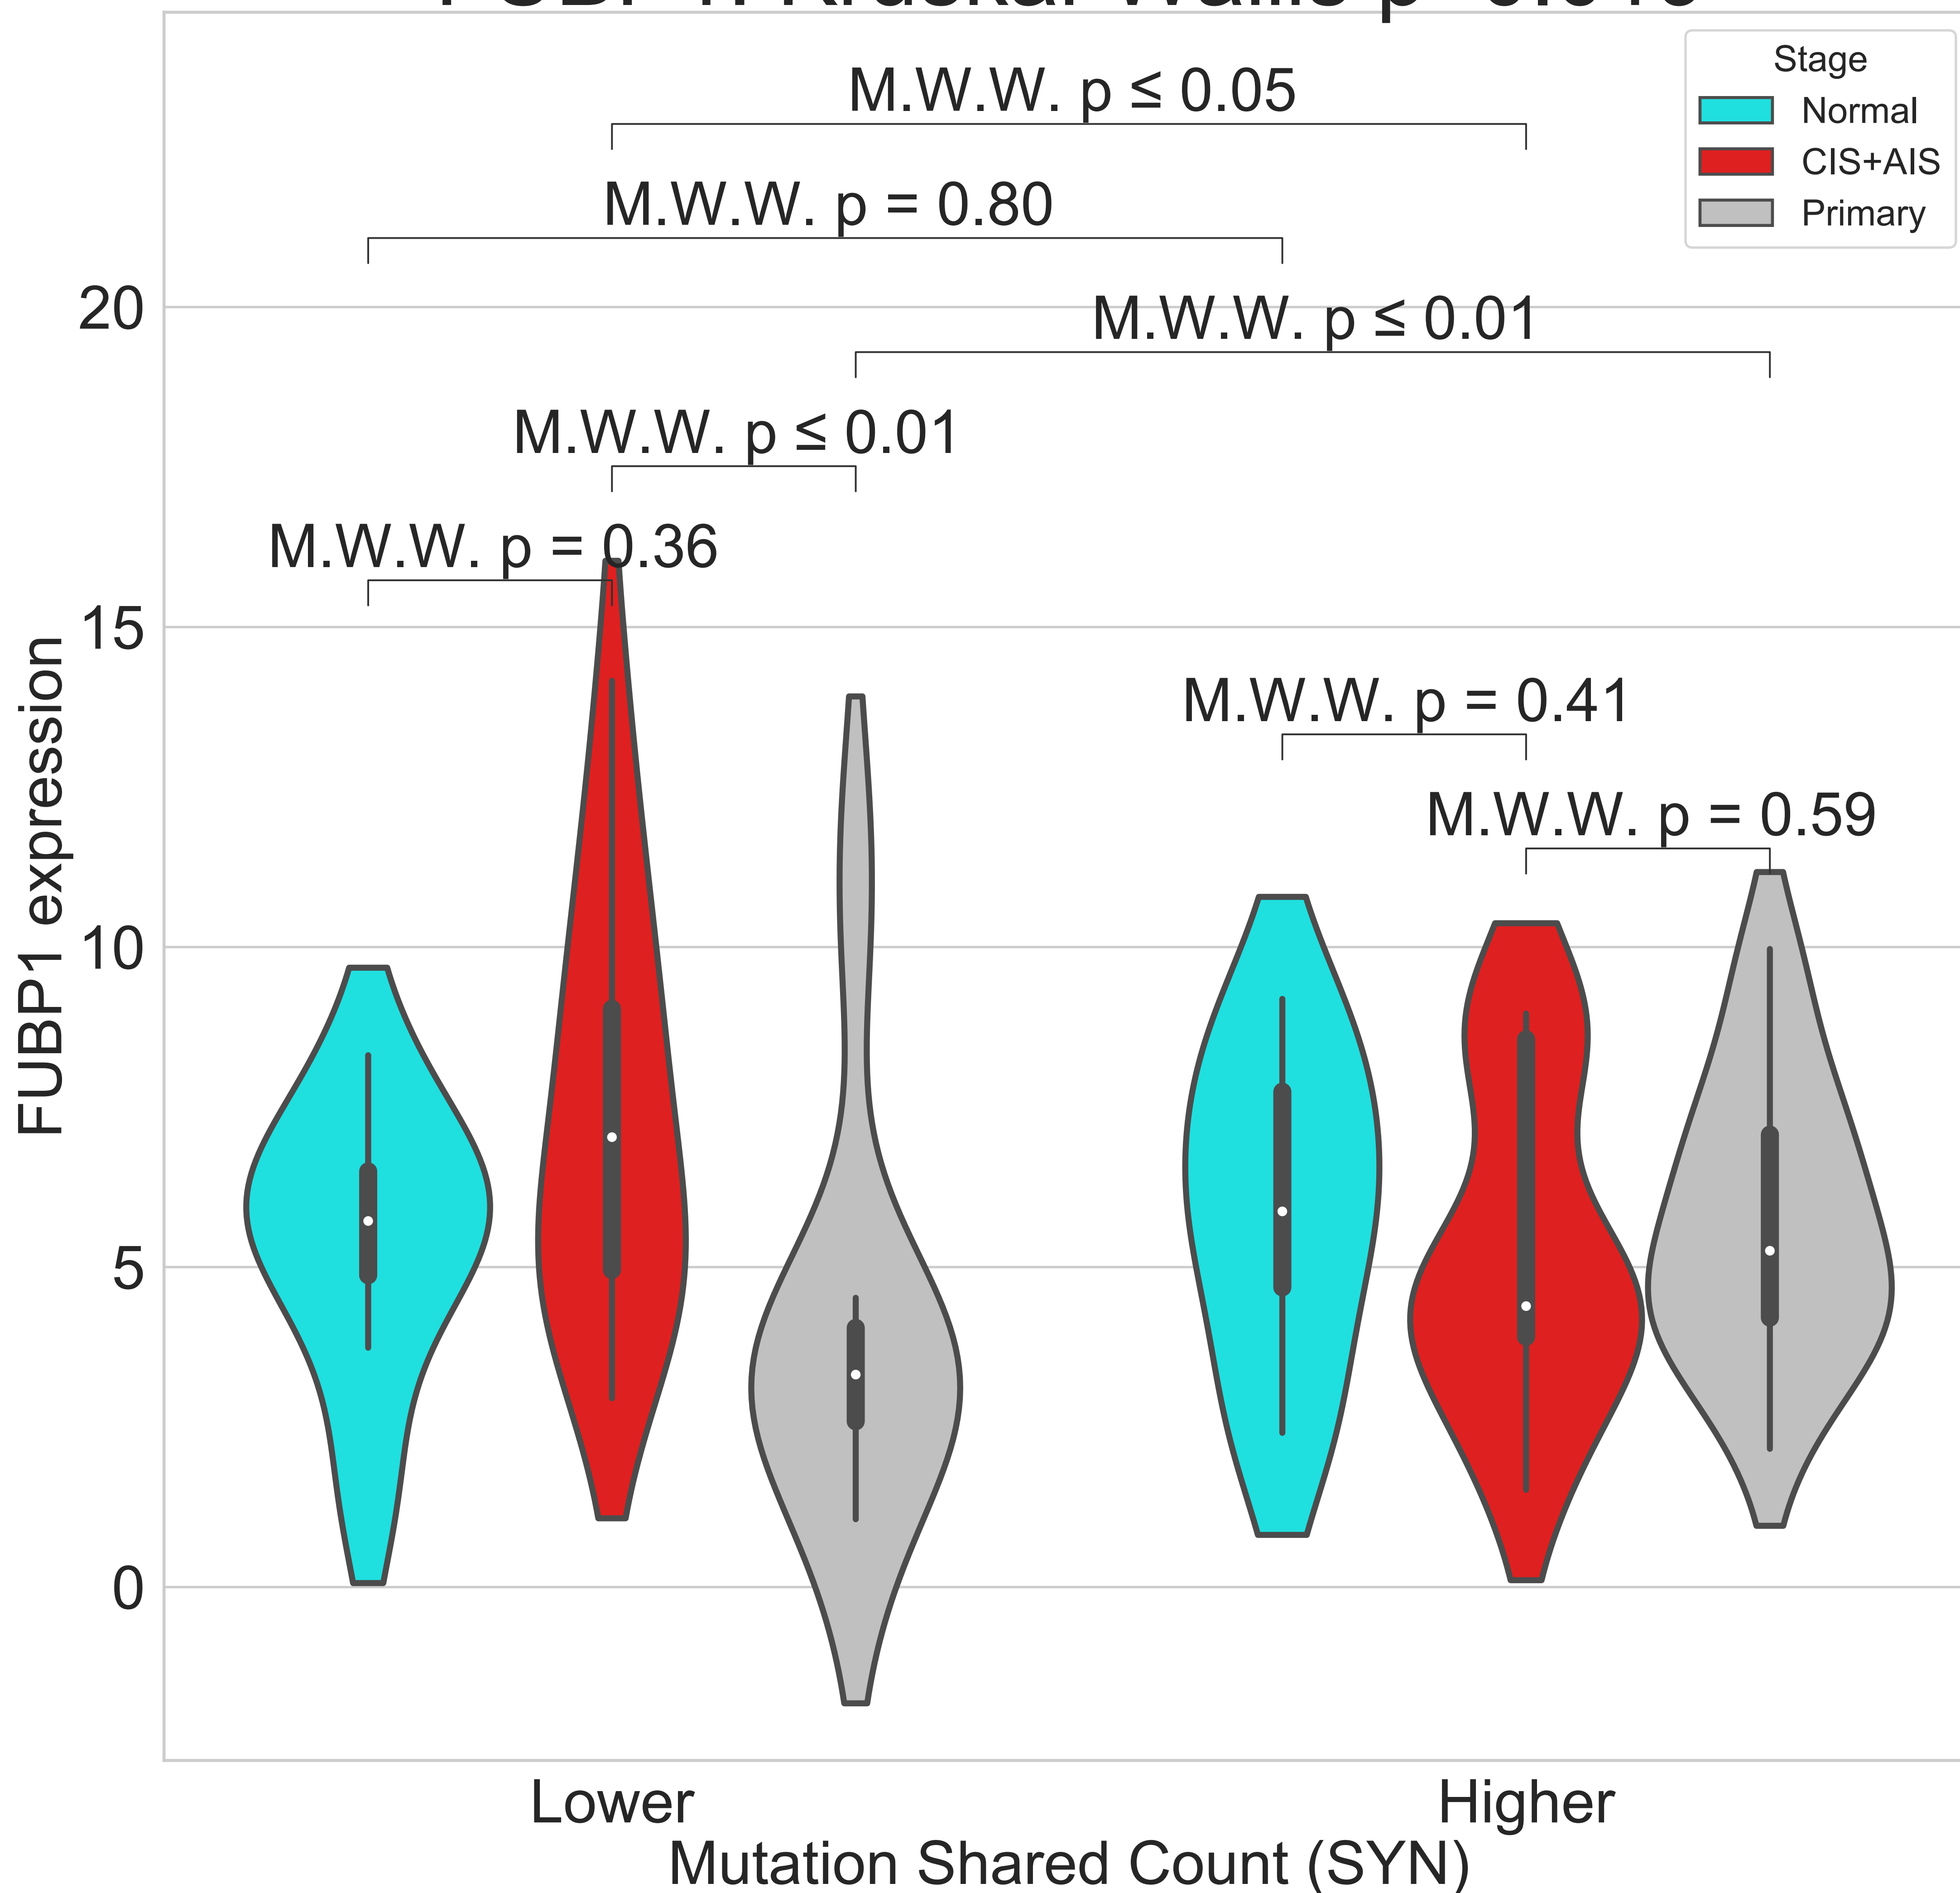 Stage
Normal
CIS+AIS
Primary
M.W.W. p ≤ 0.05
M.W.W. p = 0.80
M.W.W. p ≤ 0.01
M.W.W. p ≤ 0.01
M.W.W. p = 0.36
M.W.W. p = 0.41
M.W.W. p = 0.59
20
15
10
5
0
FUBP1 expression
Lower
Higher
Mutation Shared Count (SYN)